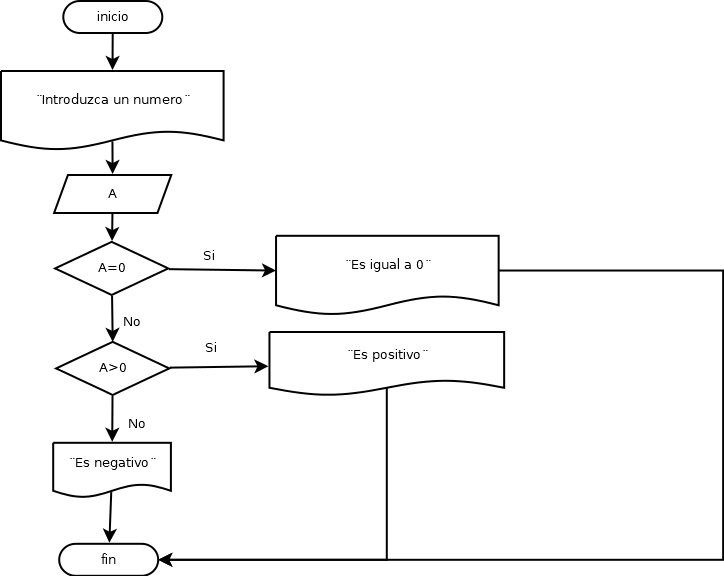 inicio
¨Introduzca un numero¨
A
A=0
Si
¨Es igual a 0¨
No
A>0
Si
¨Es positivo¨
No
¨Es negativo¨
fin